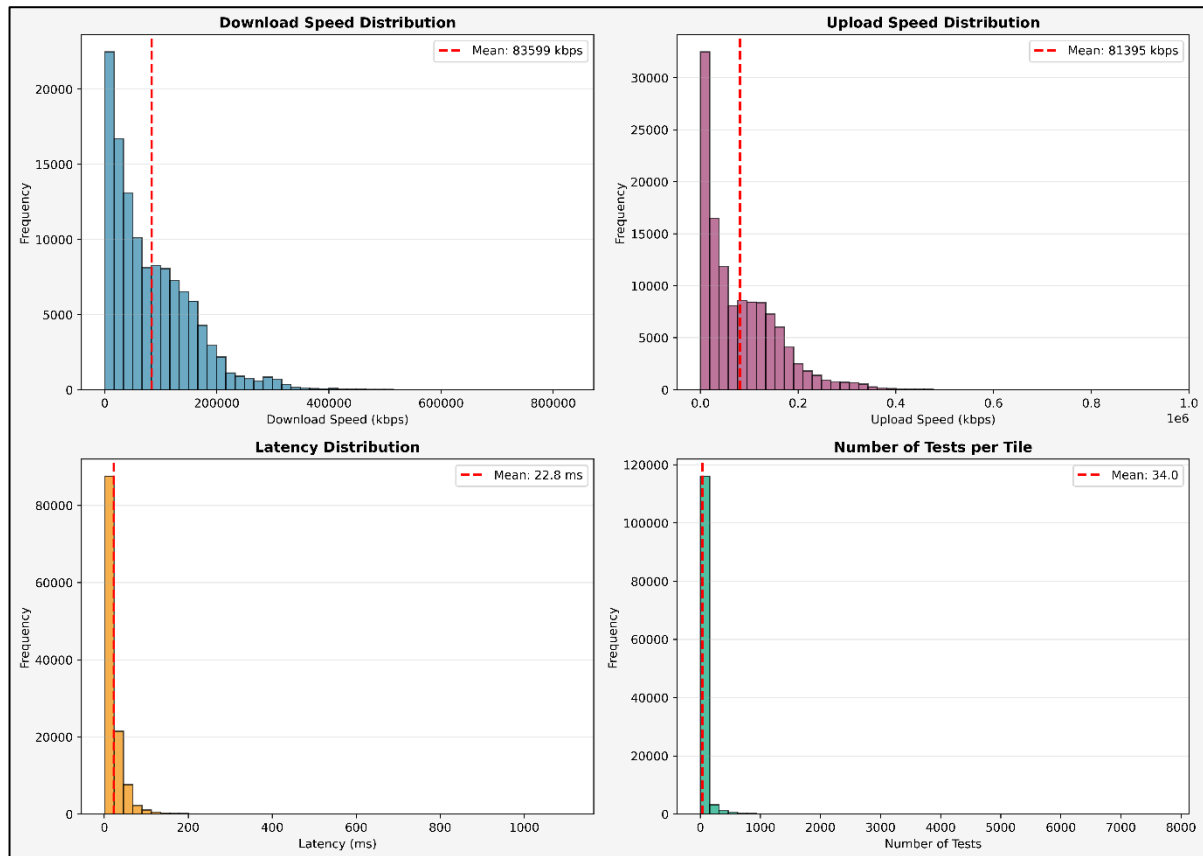 Download Speed Distribution
Mean: 83599 kbps
Frequency
20000
15000
10000
5000
0
0 200000 400000 600000 800000
Download Speed (kbps)
Upload Speed Distribution
Mean: 81395 kbps
Frequency
30000
25000
20000
15000
10000
5000
0
0.0 0.2 0.4 0.6 0.8 1.0
1e6
Upload Speed (kbps)
Latency Distribution
Mean: 22.8 ms
Frequency
80000
60000
40000
20000
0
0 200 400 600 800 1000
Latency (ms)
Number of Tests per Tile
Mean: 34.0
Frequency
120000
100000
80000
60000
40000
20000
0
0 1000 2000 3000 4000 5000 6000 7000 8000
Number of Tests